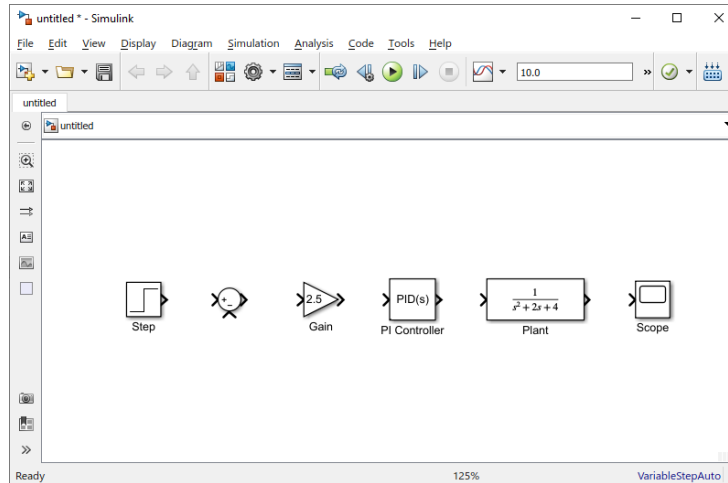 untitled * - Simulink
File Edit View Display Diagram Simulation Analysis Code Tools Help
10.0 »
untitled
untitled
A
+ -
2.5
PID(s)
1
s² + 2s + 4
Step Gain PI Controller Plant Scope
»
Ready 125% VariableStepAuto